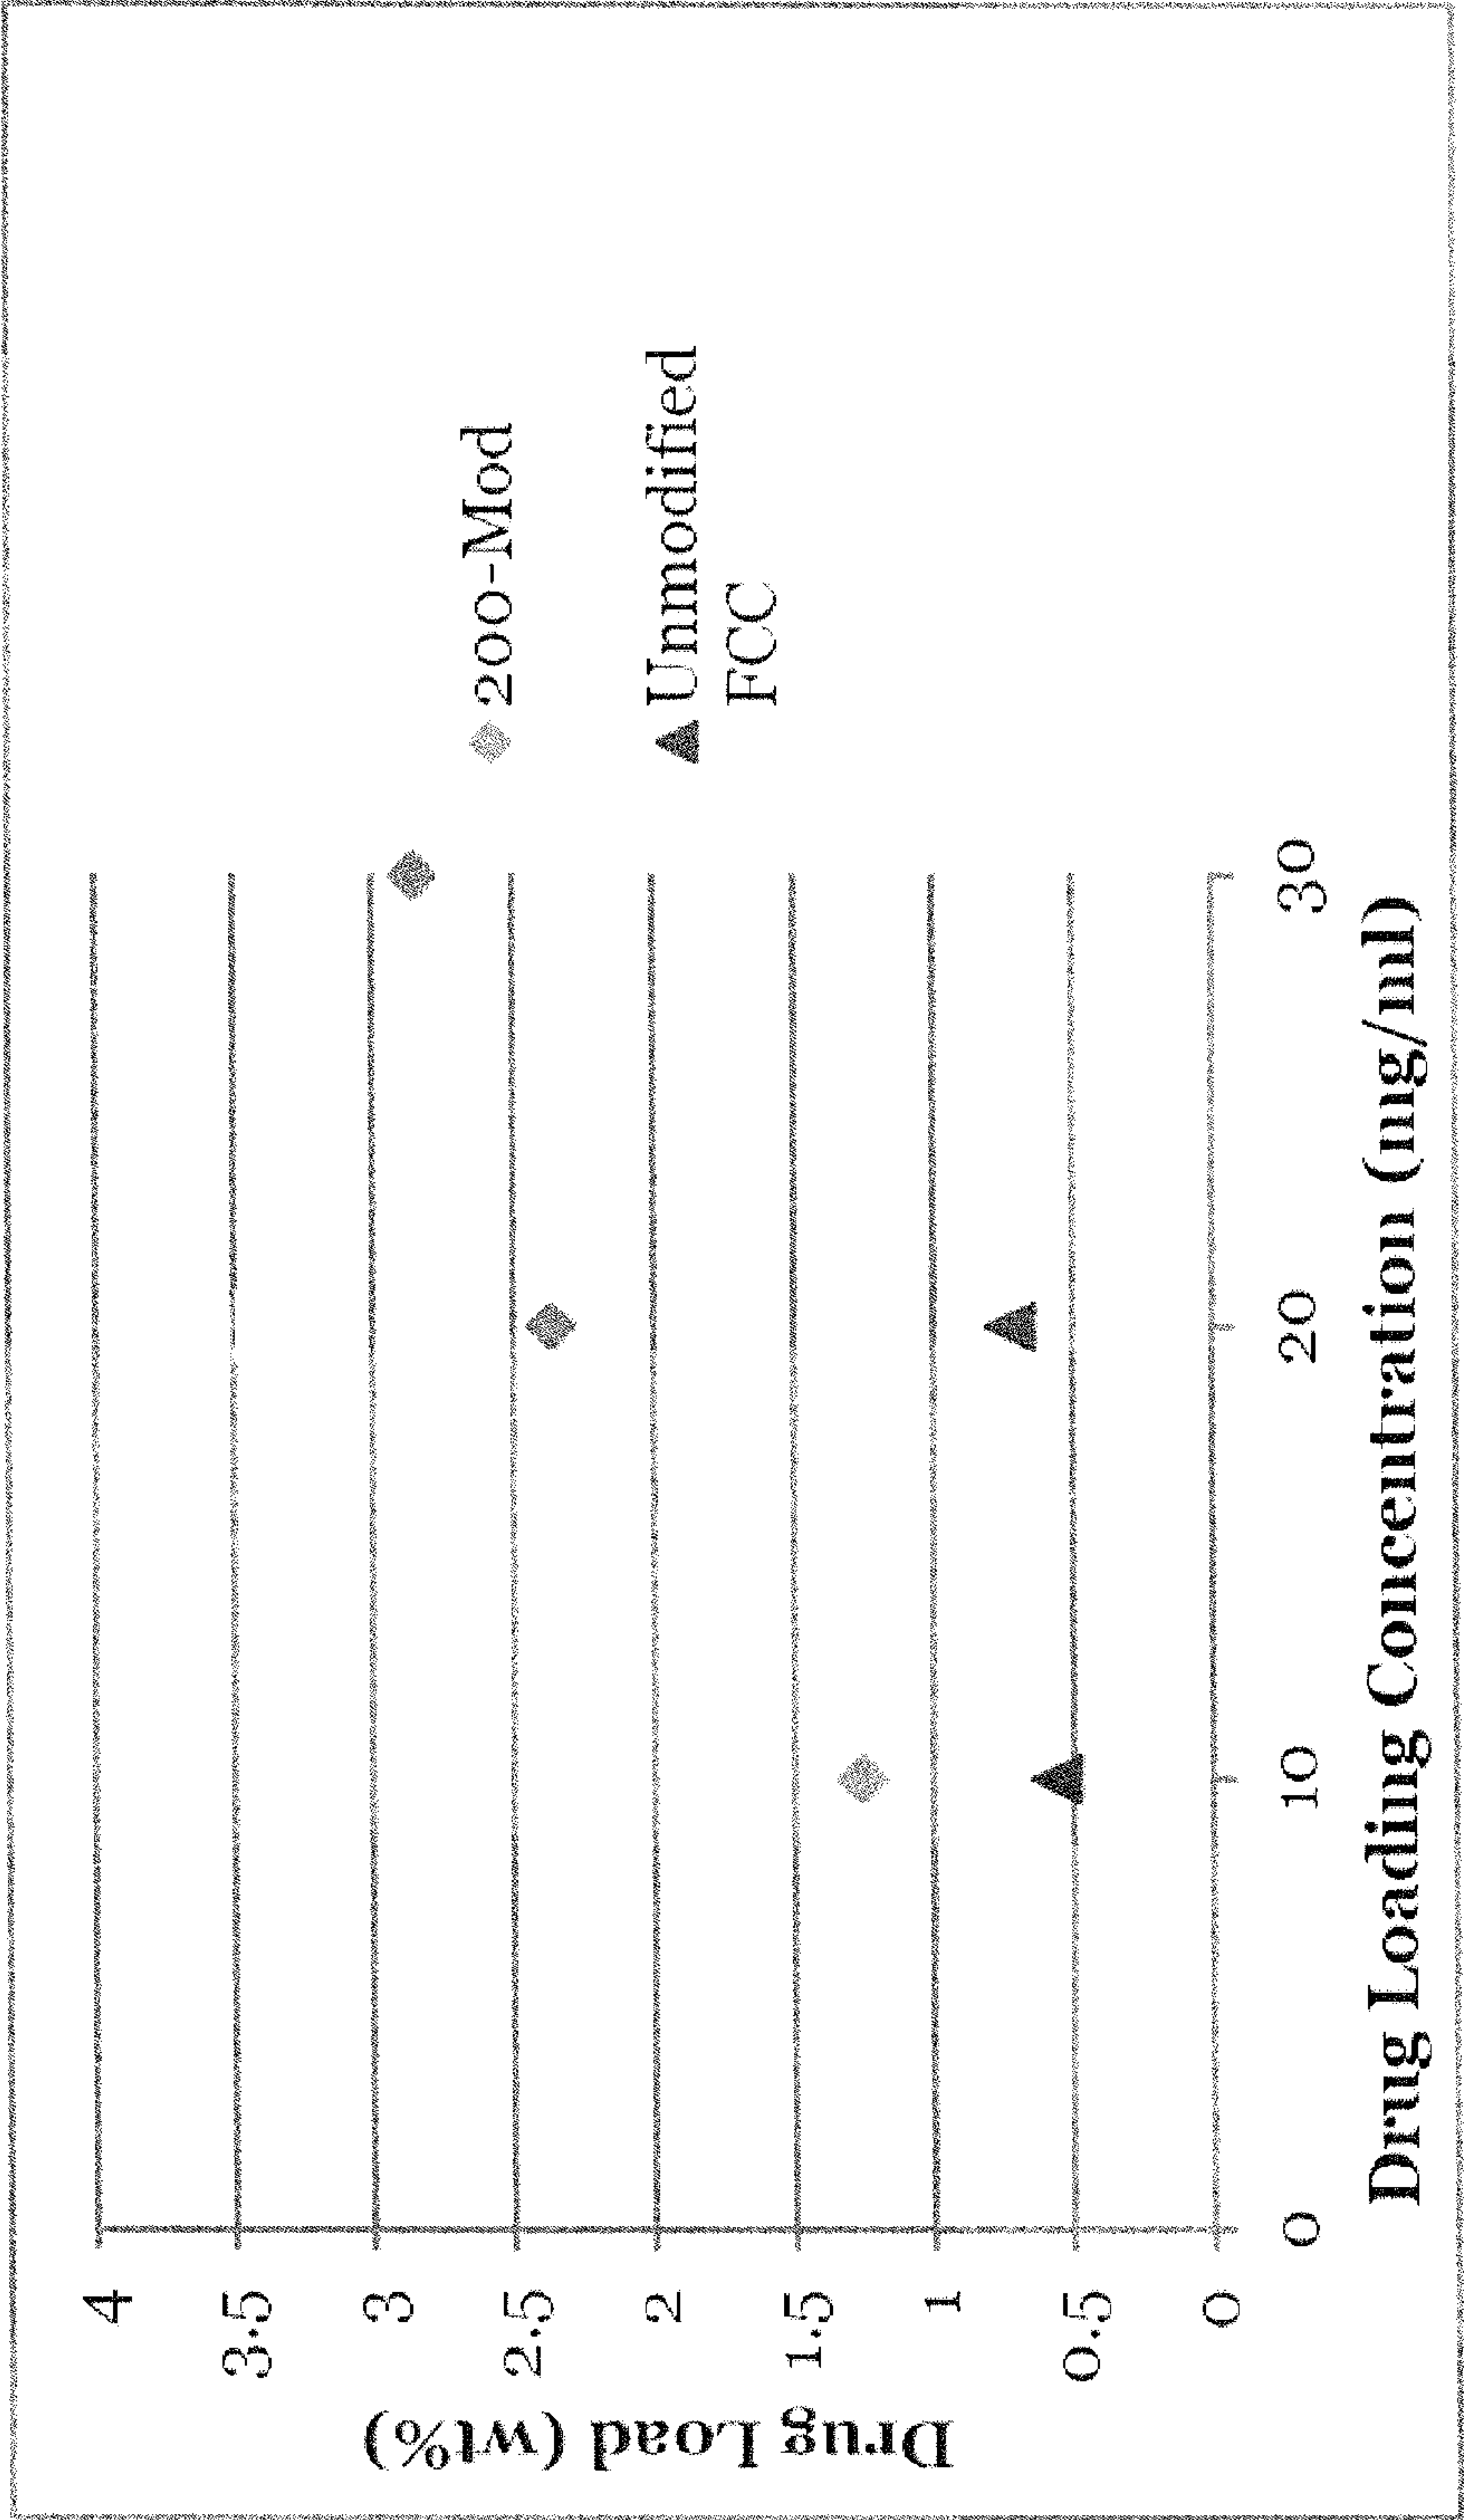 4
3.5
3
2.5
2
1.5
1
0.5
0
Drug Load (wt%)
0
10
20
30
Drug Loading Concentration (mg/ml)
200-Mod
Unmodified
FCC